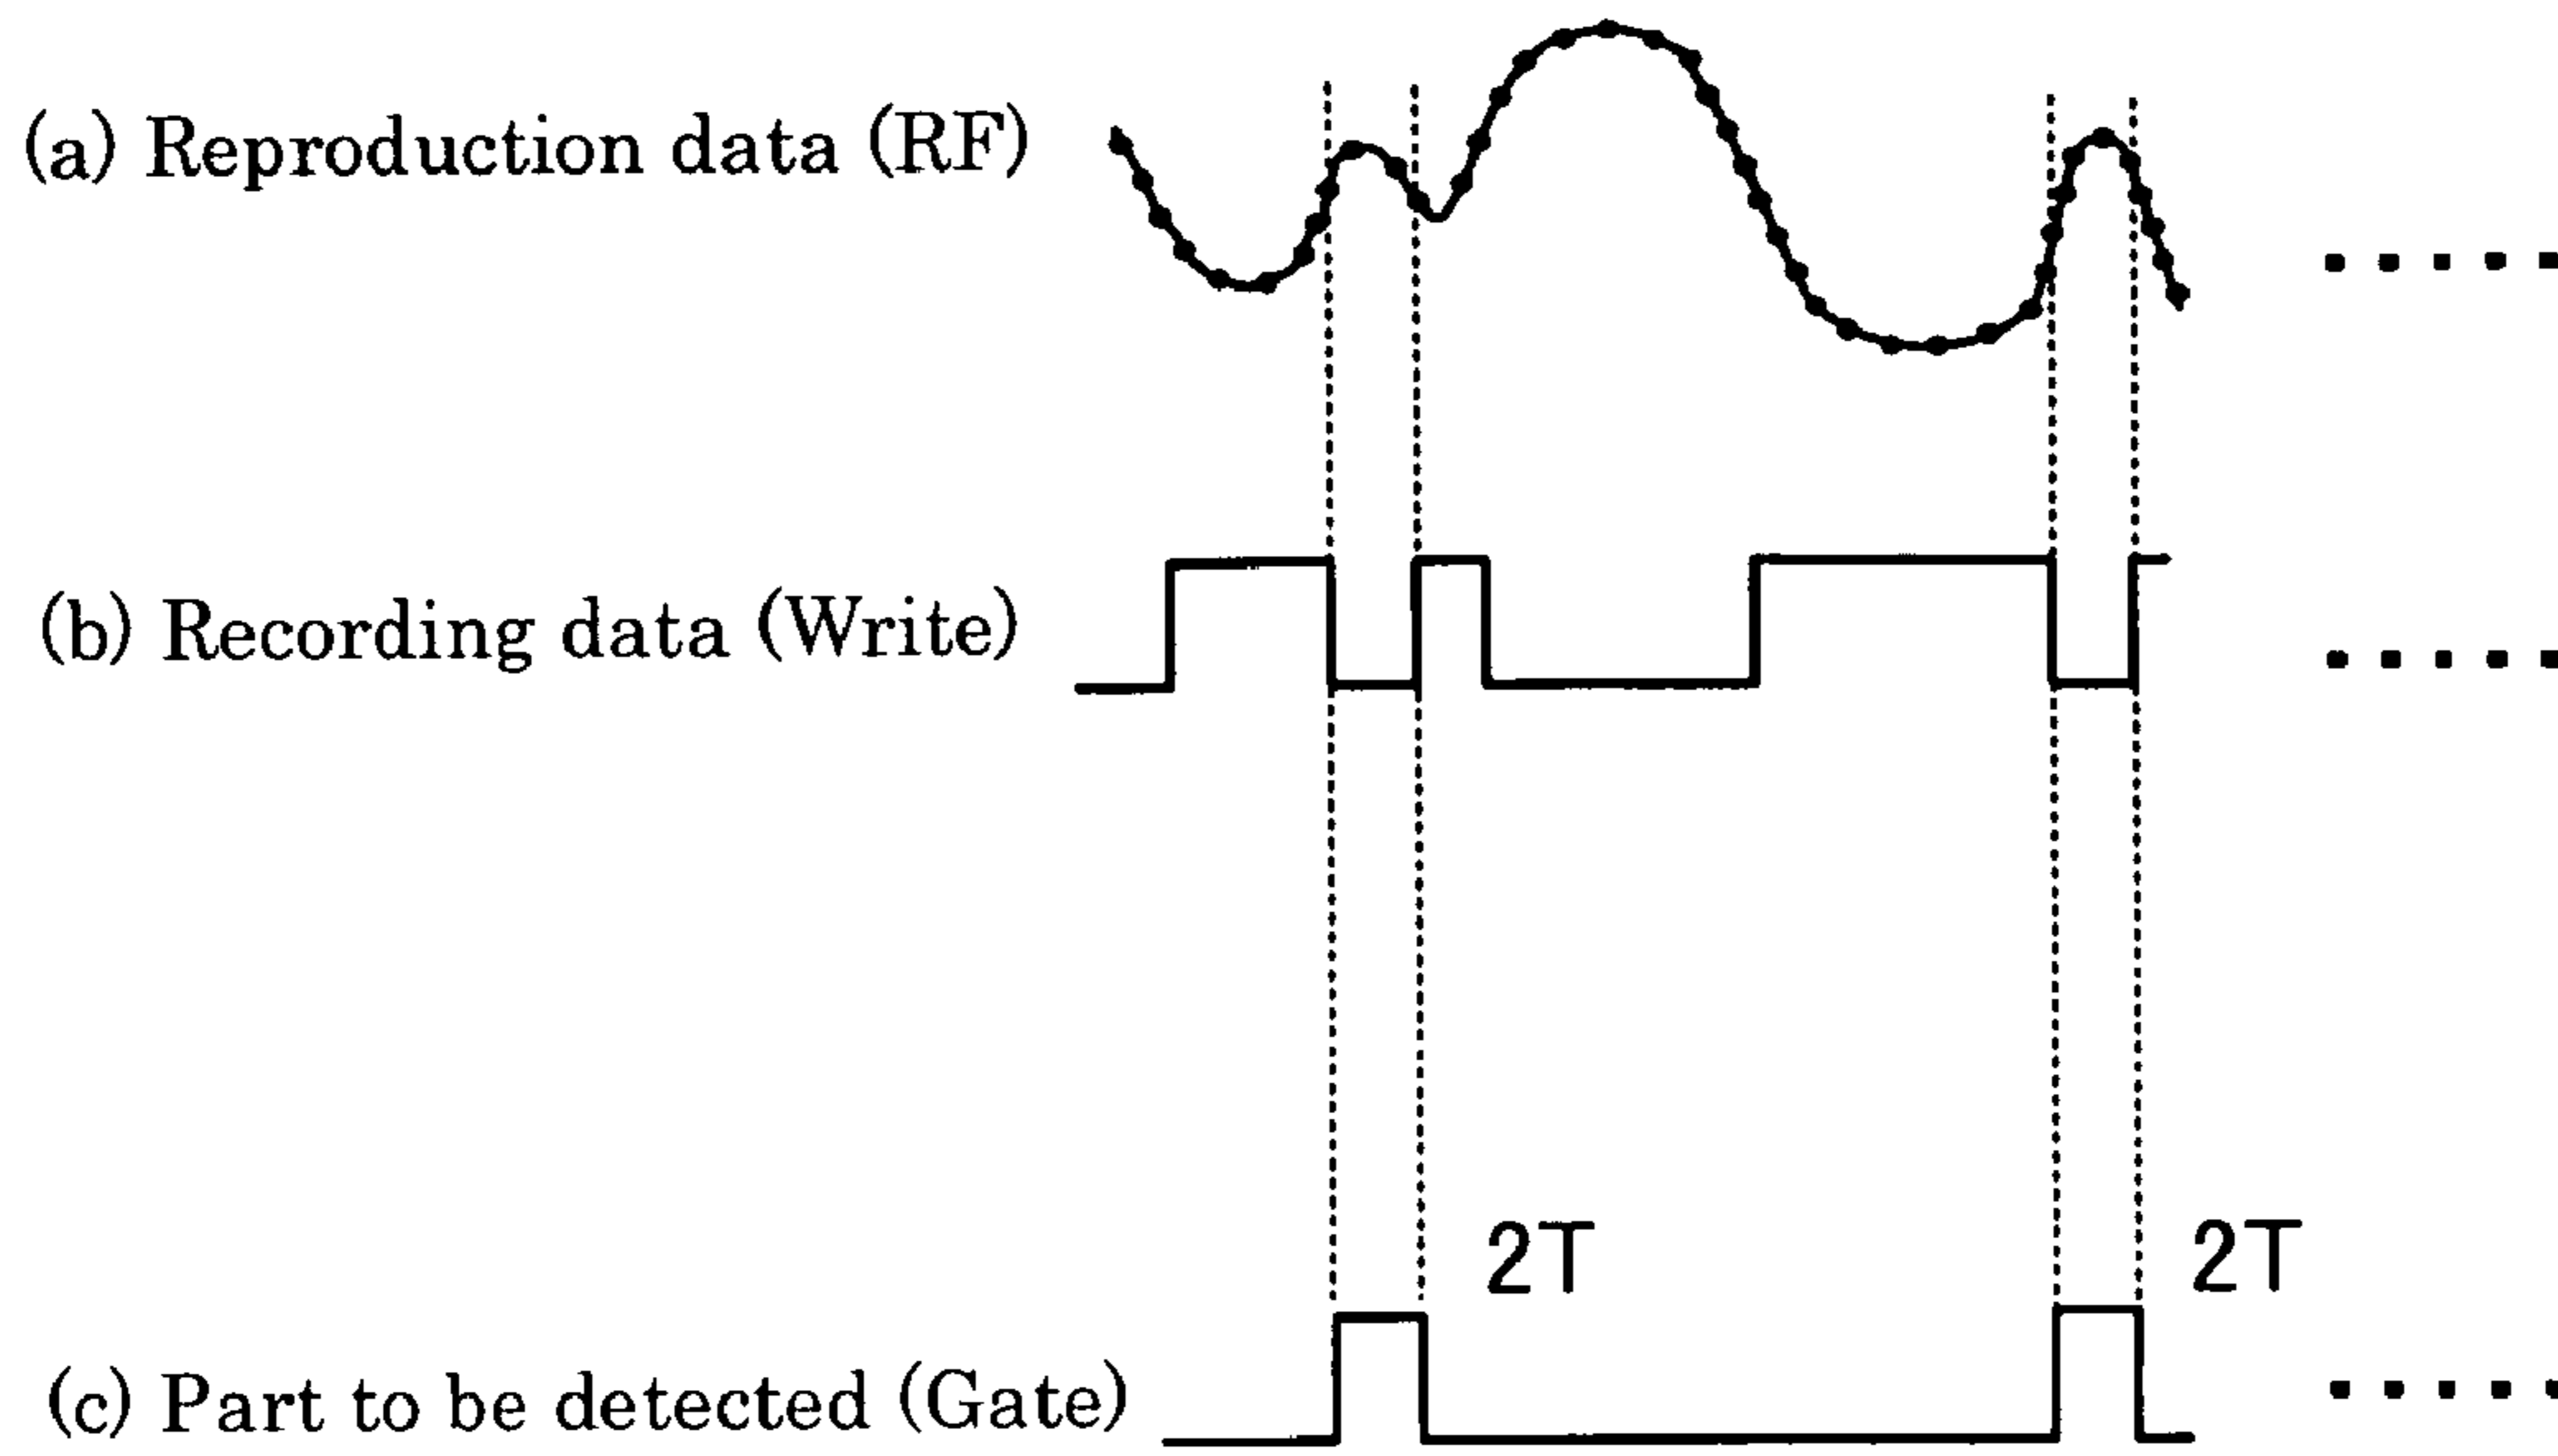 (a) Reproduction data (RF)
(b) Recording data (Write)
2T
2T
(c) Part to be detected (Gate)